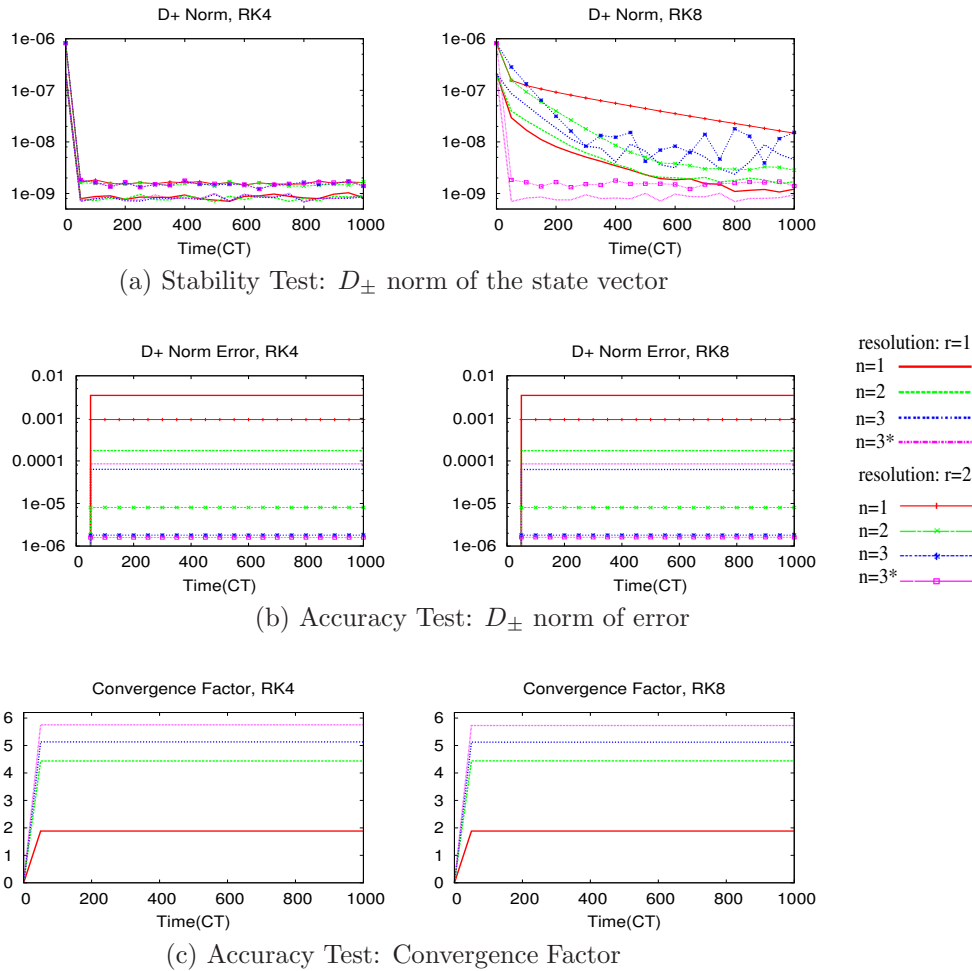 D+ Norm, RK4
1e-06
1e-07
1e-08
1e-09
0 200 400 600 800 1000
Time(CT)
D+ Norm, RK8
1e-06
1e-07
1e-08
1e-09
0 200 400 600 800 1000
Time(CT)
(a) Stability Test: D± norm of the state vector
D+ Norm Error, RK4
0.01
0.001
0.0001
1e-05
1e-06
0 200 400 600 800 1000
Time(CT)
D+ Norm Error, RK8
0.01
0.001
0.0001
1e-05
1e-06
0 200 400 600 800 1000
Time(CT)
resolution: r=1
n=1
n=2
n=3
n=3*
resolution: r=2
n=1
n=2
n=3
n=3*
(b) Accuracy Test: D± norm of error
Convergence Factor, RK4
6
5
4
3
2
1
0
0 200 400 600 800 1000
Time(CT)
Convergence Factor, RK8
6
5
4
3
2
1
0
0 200 400 600 800 1000
Time(CT)
(c) Accuracy Test: Convergence Factor